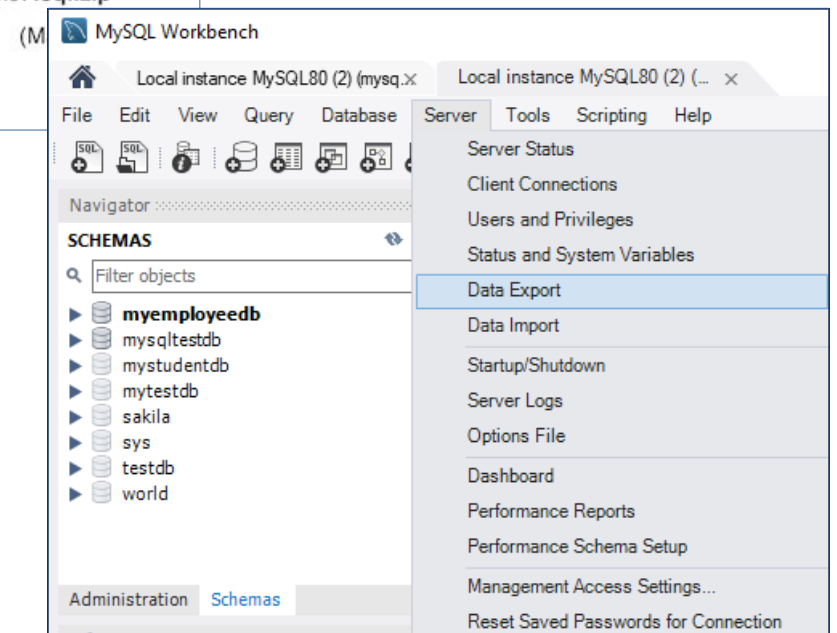 (M
MySQL Workbench
Local instance MySQL80 (2) (mysq.x
Local instance MySQL80 (2) (... x
File Edit View Query Database Server Tools Scripting Help
SQL SQL
Navigator
SCHEMAS
Filter objects
myemployeedb
mysqltestdb
mystudentdb
mytestdb
sakila
sys
testdb
world
Administration Schemas
Server Status
Client Connections
Users and Privileges
Status and System Variables
Data Export
Data Import
Startup/Shutdown
Server Logs
Options File
Dashboard
Performance Reports
Performance Schema Setup
Management Access Settings...
Reset Saved Passwords for Connection